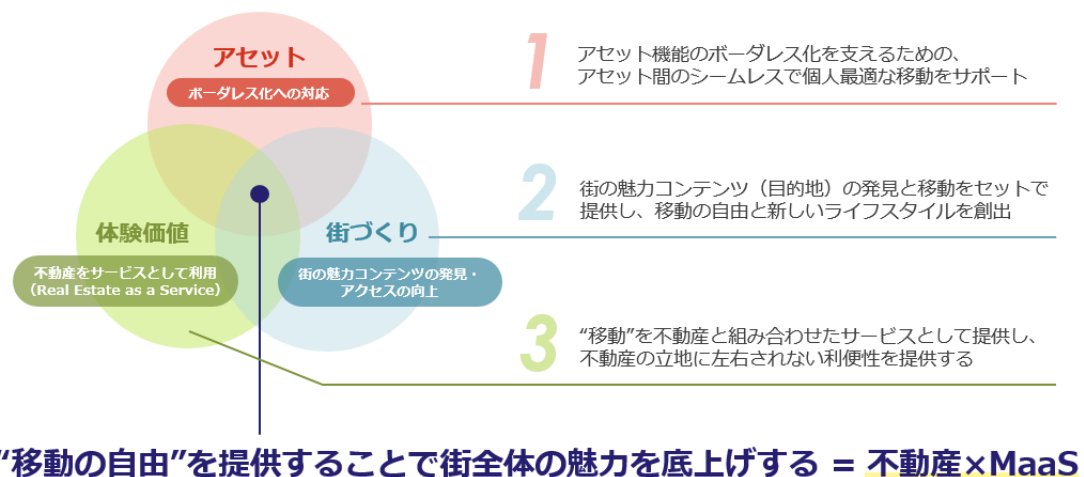 アセット
ボーダレス化への対応
体験価値
不動産をサービスとして利用
（Real Estate as a Service）
街づくり
街の魅力コンテンツの発見・
アクセスの向上
1
アセット機能のボーダレス化を支えるための、
アセット間のシームレスで個人最適な移動をサポート
2
街の魅力コンテンツ（目的地）の発見と移動をセットで
提供し、移動の自由と新しいライフスタイルを創出
3
“移動”を不動産と組み合わせたサービスとして提供し、
不動産の立地に左右されない利便性を提供する
“移動の自由”を提供することで街全体の魅力を底上げする = 不動産×MaaS